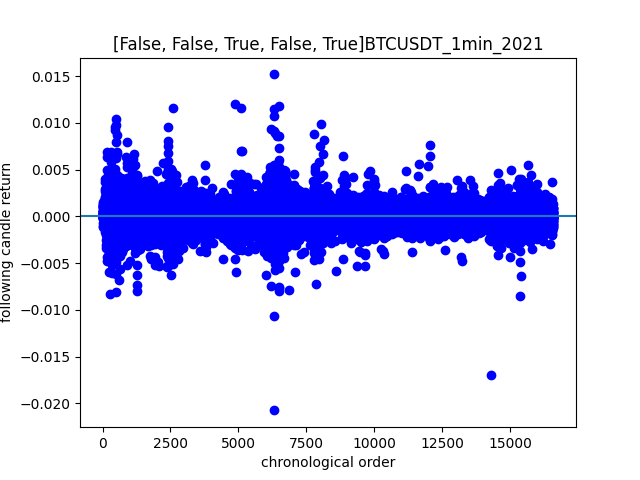 [False, False, True, False, True]BTCUSDT_1min_2021
following candle return
0.015
0.010
0.005
0.000
−0.005
−0.010
−0.015
−0.020
0 2500 5000 7500 10000 12500 15000
chronological order